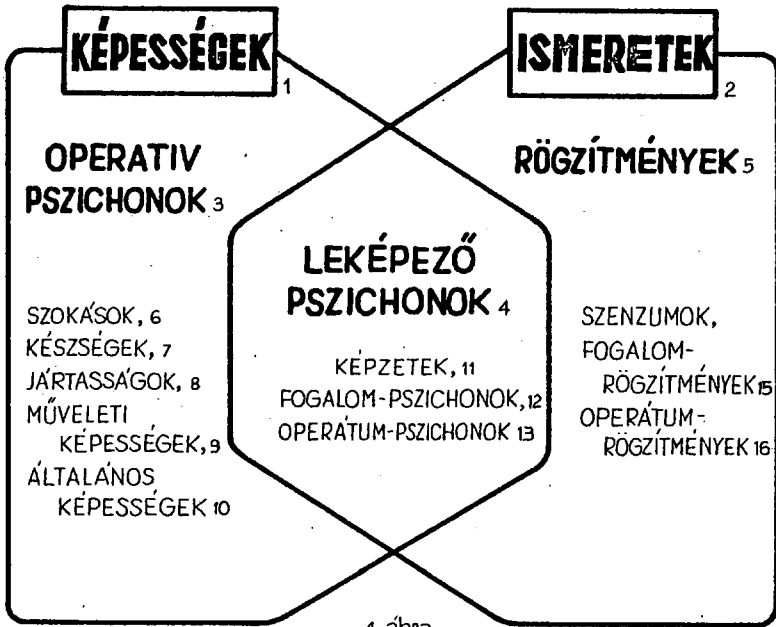 KÉPESSÉGEK 1
ISMERETEK 2
OPERATIV
PSZICHONOK 3
RÖGZÍTMÉNYEK 5
LEKÉPEZŐ
PSZICHONOK 4
SZOKÁSOK, 6
KÉSZSÉGEK, 7
JÁRTASSÁGOK, 8
MŰVELETI
KÉPESSÉGEK, 9
ÁLTALÁNOS
KÉPESSÉGEK 10
KÉPZETEK, 11
FOGALOM-PSZICHONOK, 12
OPERÁTUM-PSZICHONOK 13
SZENZUMOK,
FOGALOM-
RÖGZÍTMÉNYEK 15
OPERÁTUM-
RÖGZÍTMÉNYEK 16